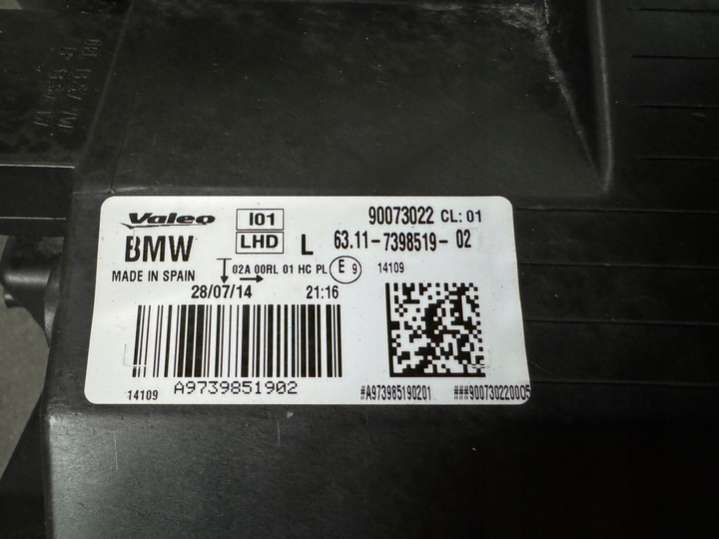 Valeo I01 90073022 CL: 01
BMW LHD L 63.11-7398519- 02
MADE IN SPAIN 02A 00RL 01 HC PL E 9 14109
28/07/14 21:16
14109 A9739851902 #A973985190201 ###900730220005